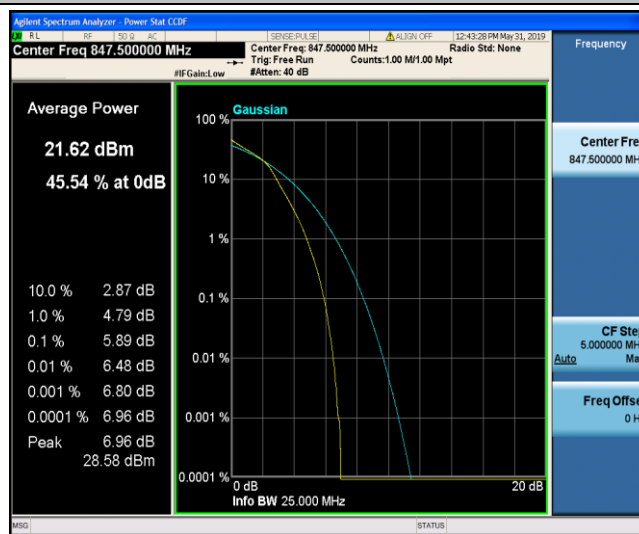 Agilent Spectrum Analyzer - Power Stat CCDF
RL RF 50 Ω AC SENSE:PULSE ALIGN OFF 12:43:28 PM May 31, 2019
Center Freq 847.500000 MHz
Center Freq: 847.500000 MHz Radio Std: None
Trig: Free Run Counts:1.00 M/1.00 Mpt
#IFGain:Low #Atten: 40 dB
Frequency
Average Power
21.62 dBm
45.54 % at 0dB
10.0 % 2.87 dB
1.0 % 4.79 dB
0.1 % 5.89 dB
0.01 % 6.48 dB
0.001 % 6.80 dB
0.0001 % 6.96 dB
Peak 6.96 dB
28.58 dBm
Gaussian
100 %
10 %
1 %
0.1 %
0.01 %
0.001 %
0.0001 %
0 dB 20 dB
Info BW 25.000 MHz
Center Fre
847.500000 MH
CF Ste
5.000000 MH
Auto Ma
Freq Offse
0 H
MSG STATUS